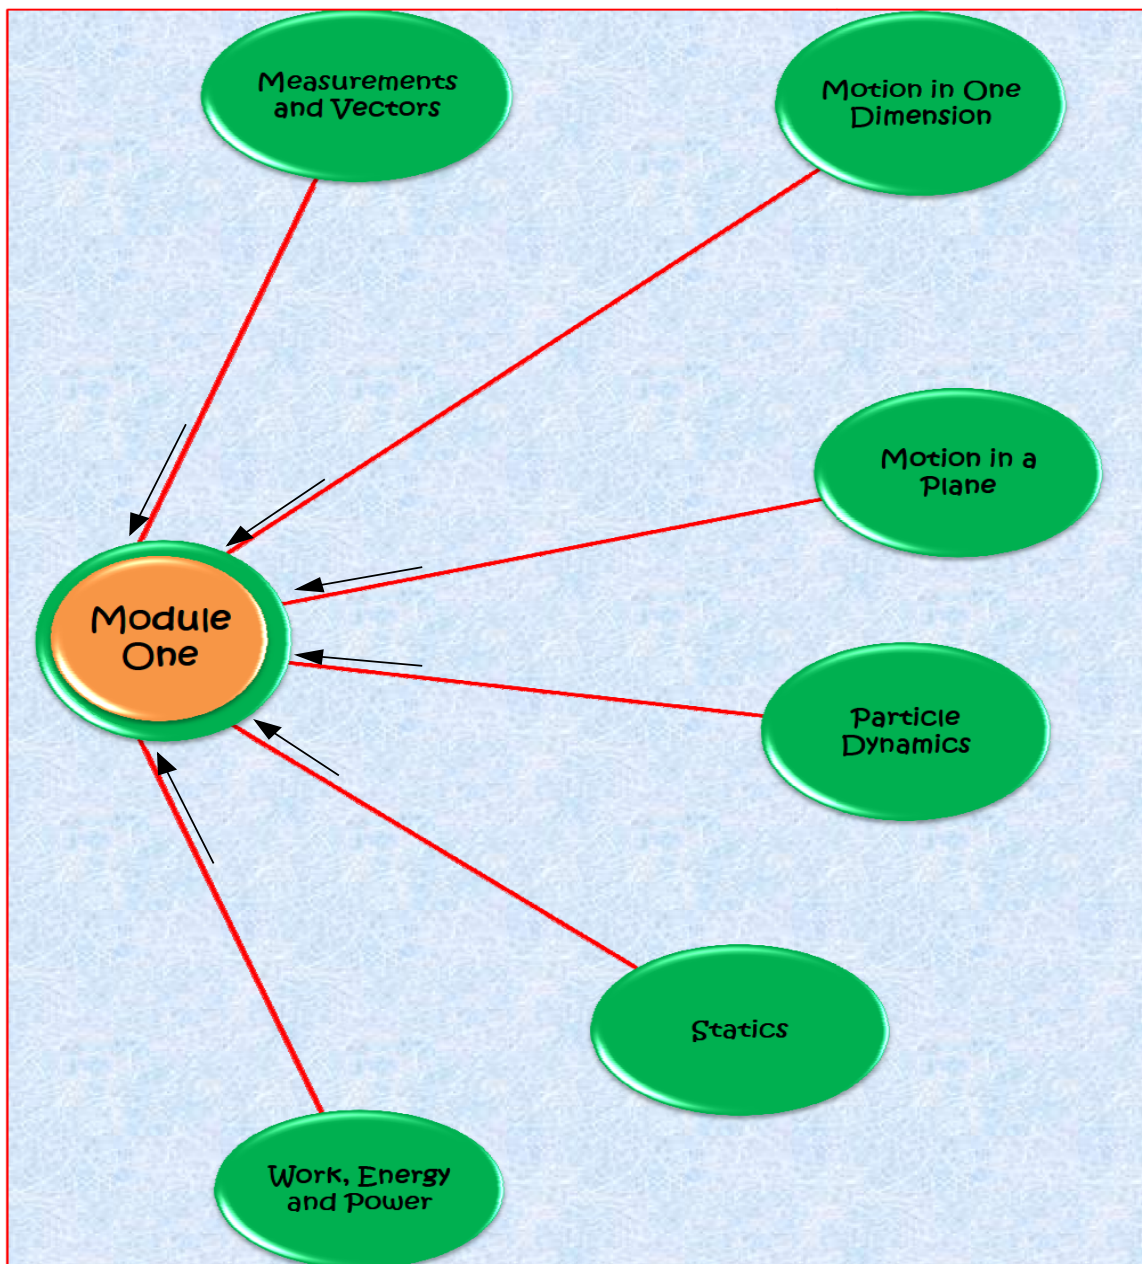 Measurements
and Vectors
Motion in One
Dimension
Motion in a
Plane
Module
One
Particle
Dynamics
Statics
Work, Energy
and Power